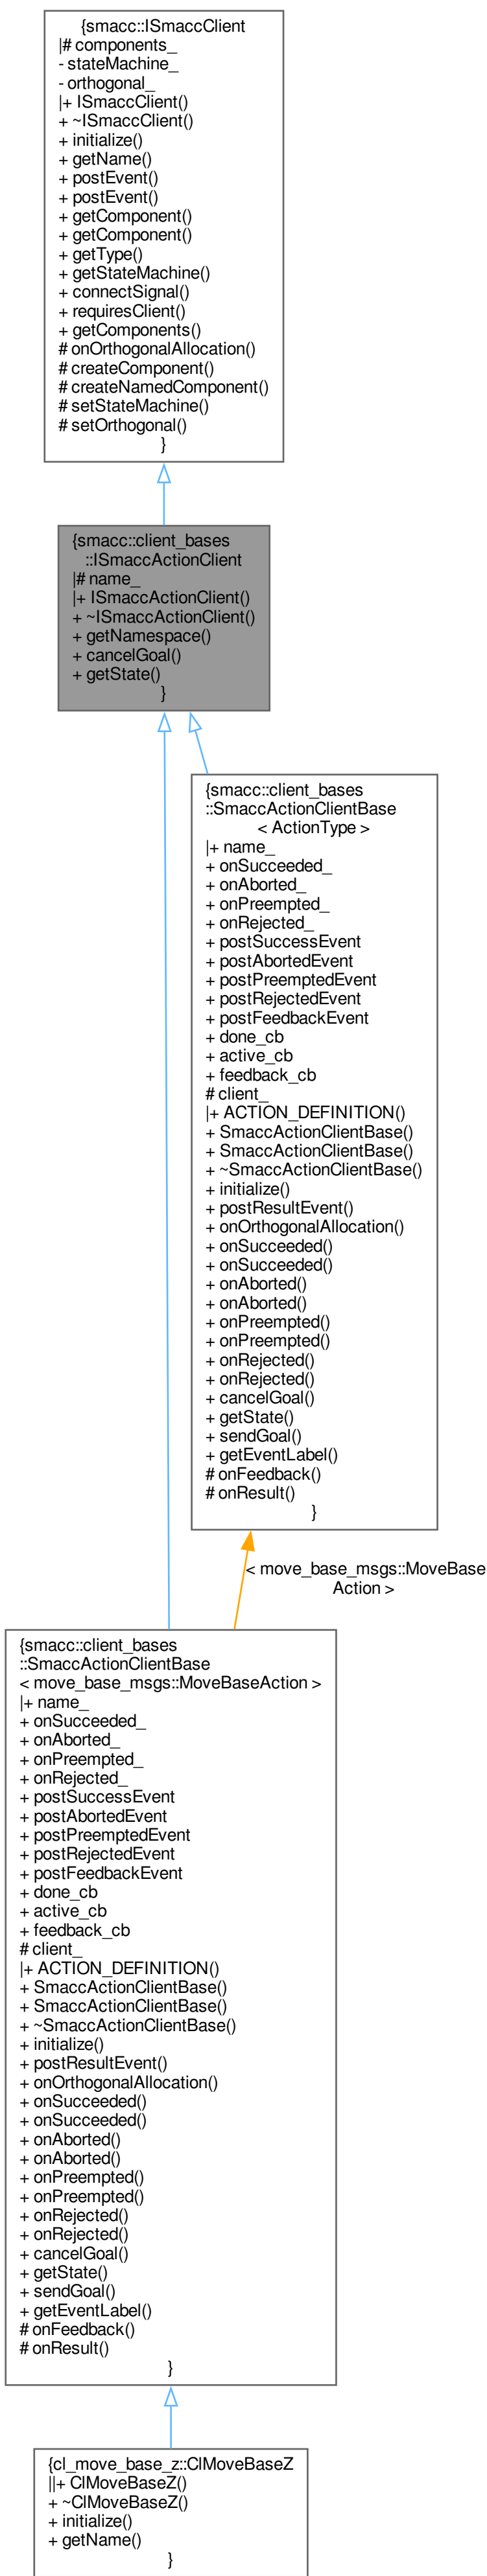 {smacc::ISmaccClient
|# components_
- stateMachine_
- orthogonal_
|+ ISmaccClient()
+ ~ISmaccClient()
+ initialize()
+ getName()
+ postEvent()
+ postEvent()
+ getComponent()
+ getComponent()
+ getType()
+ getStateMachine()
+ connectSignal()
+ requiresClient()
+ getComponents()
# onOrthogonalAllocation()
# createComponent()
# createNamedComponent()
# setStateMachine()
# setOrthogonal()
}
{smacc::client_bases
::ISmaccActionClient
|# name_
|+ ISmaccActionClient()
+ ~ISmaccActionClient()
+ getNamespace()
+ cancelGoal()
+ getState()
}
{smacc::client_bases
::SmaccActionClientBase
< ActionType >
|+ name_
+ onSucceeded_
+ onAborted_
+ onPreempted_
+ onRejected_
+ postSuccessEvent
+ postAbortedEvent
+ postPreemptedEvent
+ postRejectedEvent
+ postFeedbackEvent
+ done_cb
+ active_cb
+ feedback_cb
# client_
|+ ACTION_DEFINITION()
+ SmaccActionClientBase()
+ SmaccActionClientBase()
+ ~SmaccActionClientBase()
+ initialize()
+ postResultEvent()
+ onOrthogonalAllocation()
+ onSucceeded()
+ onSucceeded()
+ onAborted()
+ onAborted()
+ onPreempted()
+ onPreempted()
+ onRejected()
+ onRejected()
+ cancelGoal()
+ getState()
+ sendGoal()
+ getEventLabel()
# onFeedback()
# onResult()
}
< move_base_msgs::MoveBase
Action >
{smacc::client_bases
::SmaccActionClientBase
< move_base_msgs::MoveBaseAction >
|+ name_
+ onSucceeded_
+ onAborted_
+ onPreempted_
+ onRejected_
+ postSuccessEvent
+ postAbortedEvent
+ postPreemptedEvent
+ postRejectedEvent
+ postFeedbackEvent
+ done_cb
+ active_cb
+ feedback_cb
# client_
|+ ACTION_DEFINITION()
+ SmaccActionClientBase()
+ SmaccActionClientBase()
+ ~SmaccActionClientBase()
+ initialize()
+ postResultEvent()
+ onOrthogonalAllocation()
+ onSucceeded()
+ onSucceeded()
+ onAborted()
+ onAborted()
+ onPreempted()
+ onPreempted()
+ onRejected()
+ onRejected()
+ cancelGoal()
+ getState()
+ sendGoal()
+ getEventLabel()
# onFeedback()
# onResult()
}
{cl_move_base_z::ClMoveBaseZ
||+ ClMoveBaseZ()
+ ~ClMoveBaseZ()
+ initialize()
+ getName()
}